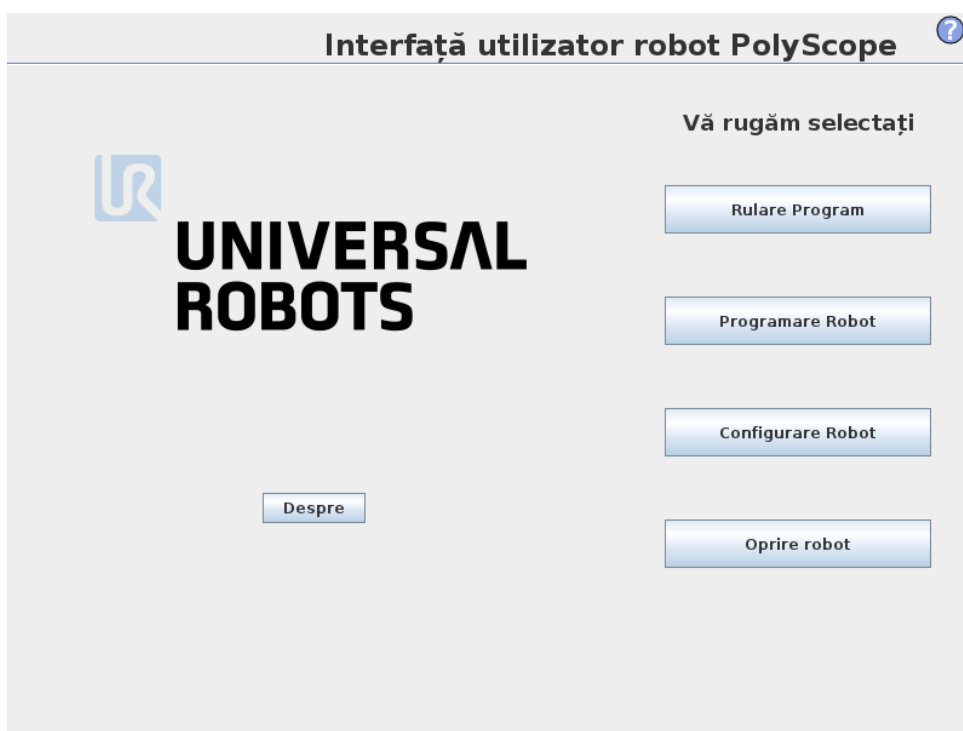 Interfață utilizator robot PolyScope
?
Vă rugăm selectați
UR
UNIVERSAL
ROBOTS
Rulare Program
Programare Robot
Configurare Robot
Despre
Oprire robot